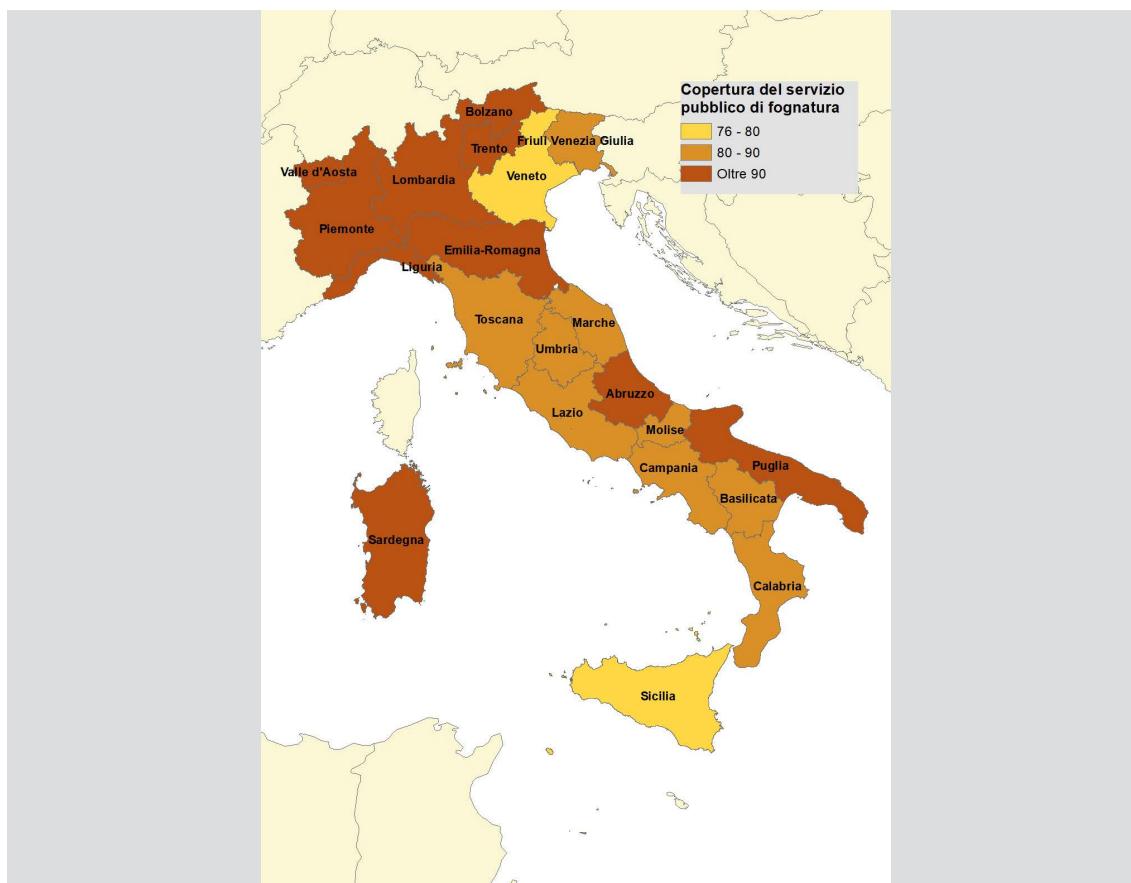 Copertura del servizio
pubblico di fognatura
76 - 80
80 - 90
Oltre 90
Bolzano
Trento
Friuli Venezia Giulia
Valle d'Aosta
Lombardia
Veneto
Piemonte
Emilia-Romagna
Liguria
Toscana
Marche
Umbria
Abruzzo
Lazio
Molise
Campania
Puglia
Basilicata
Sardegna
Calabria
Sicilia